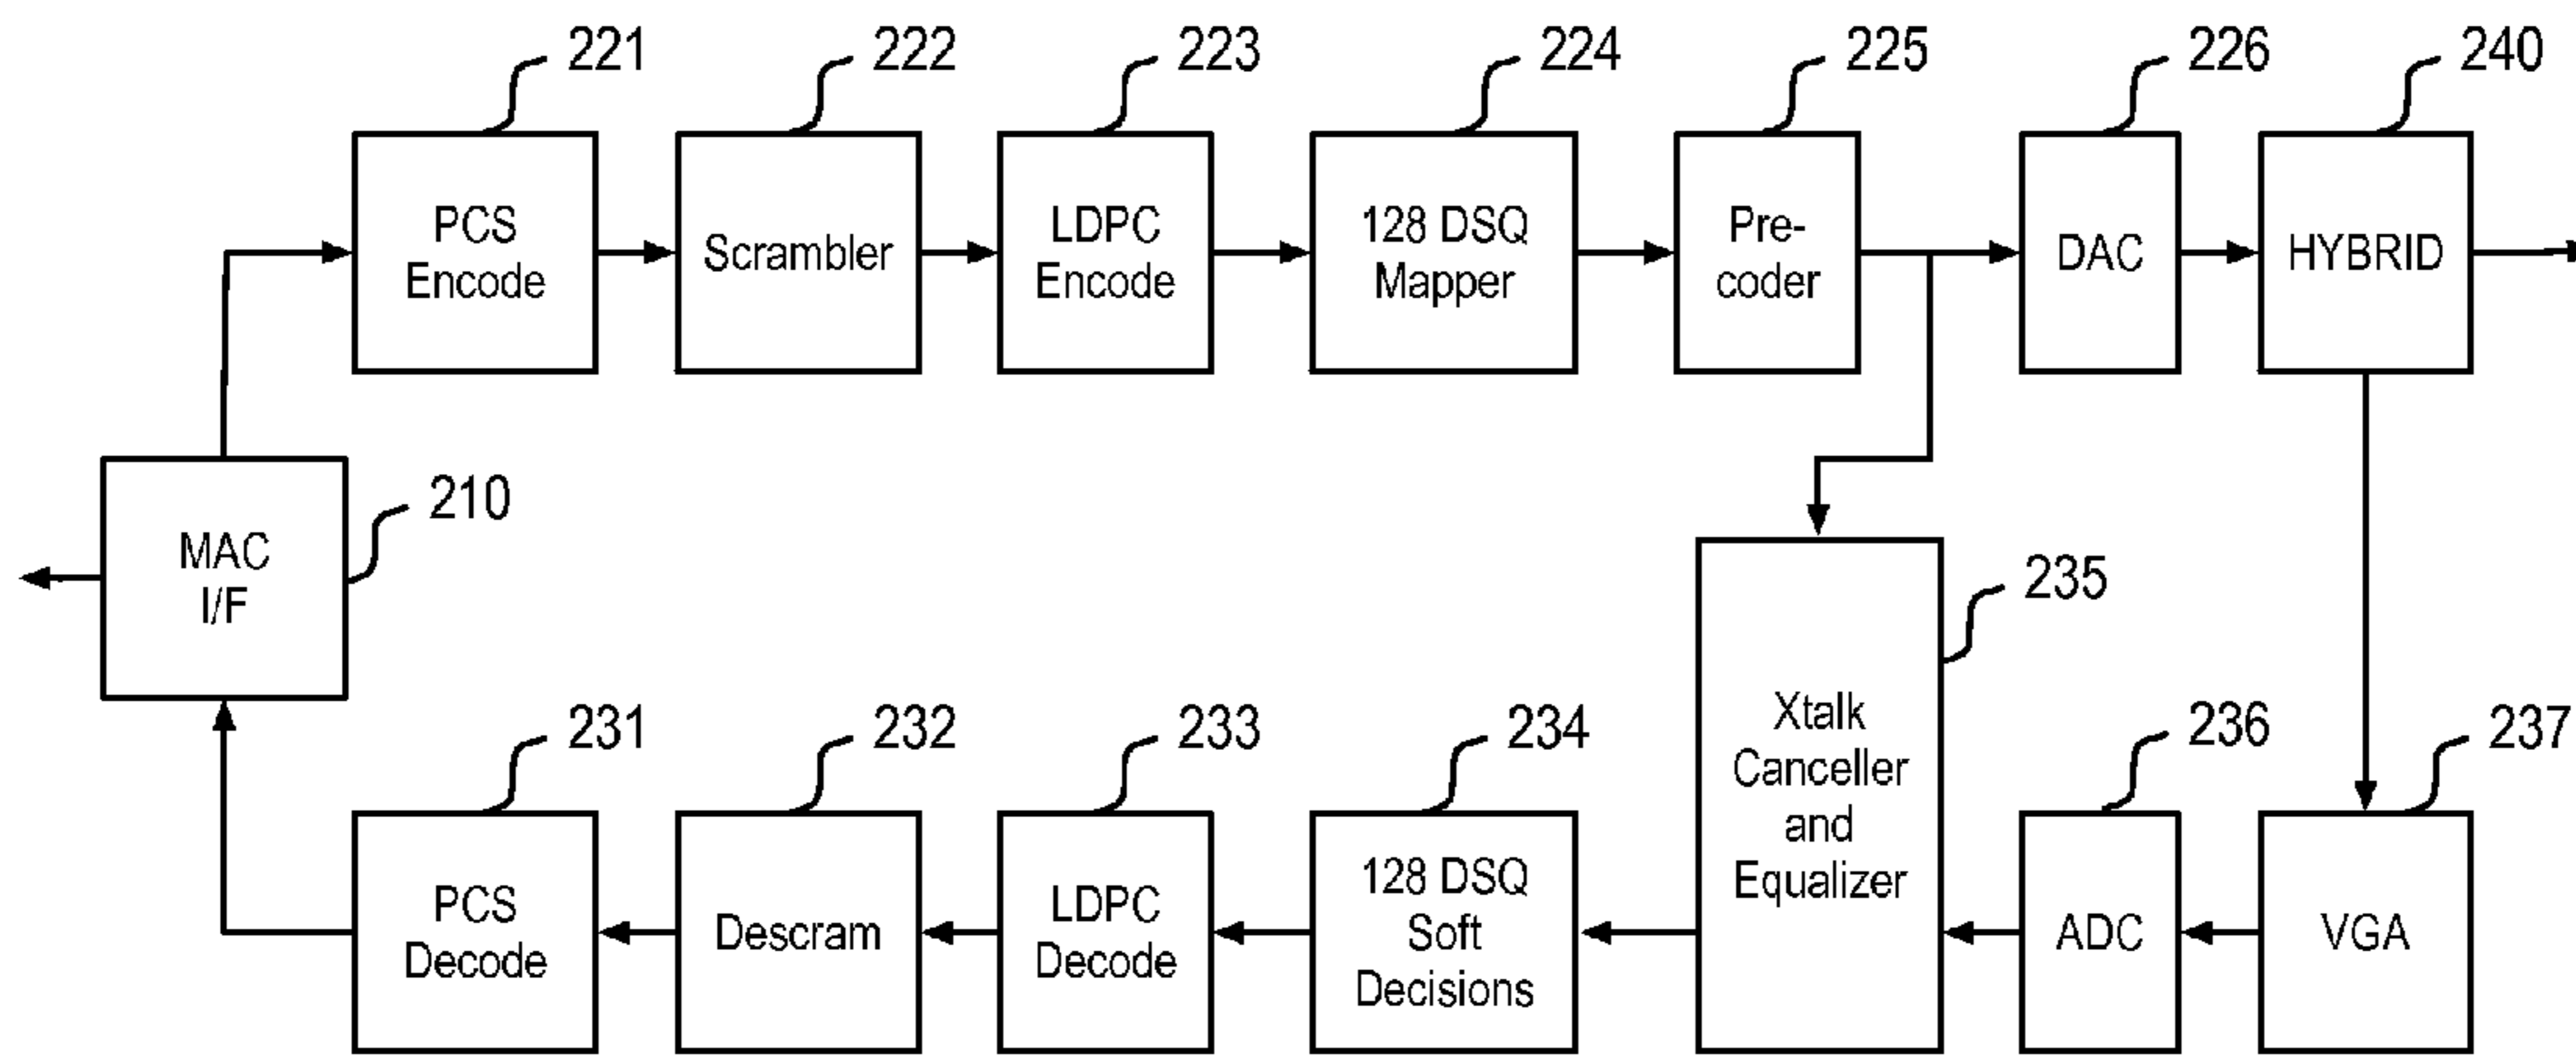 221
222
223
224
225
226
240
PCS
Encode
Scrambler
LDPC
Encode
128 DSQ
Mapper
Pre-
coder
DAC
HYBRID
210
MAC
I/F
235
Xtalk
Canceller
and
Equalizer
231
232
233
234
236
237
PCS
Decode
Descram
LDPC
Decode
128 DSQ
Soft
Decisions
ADC
VGA